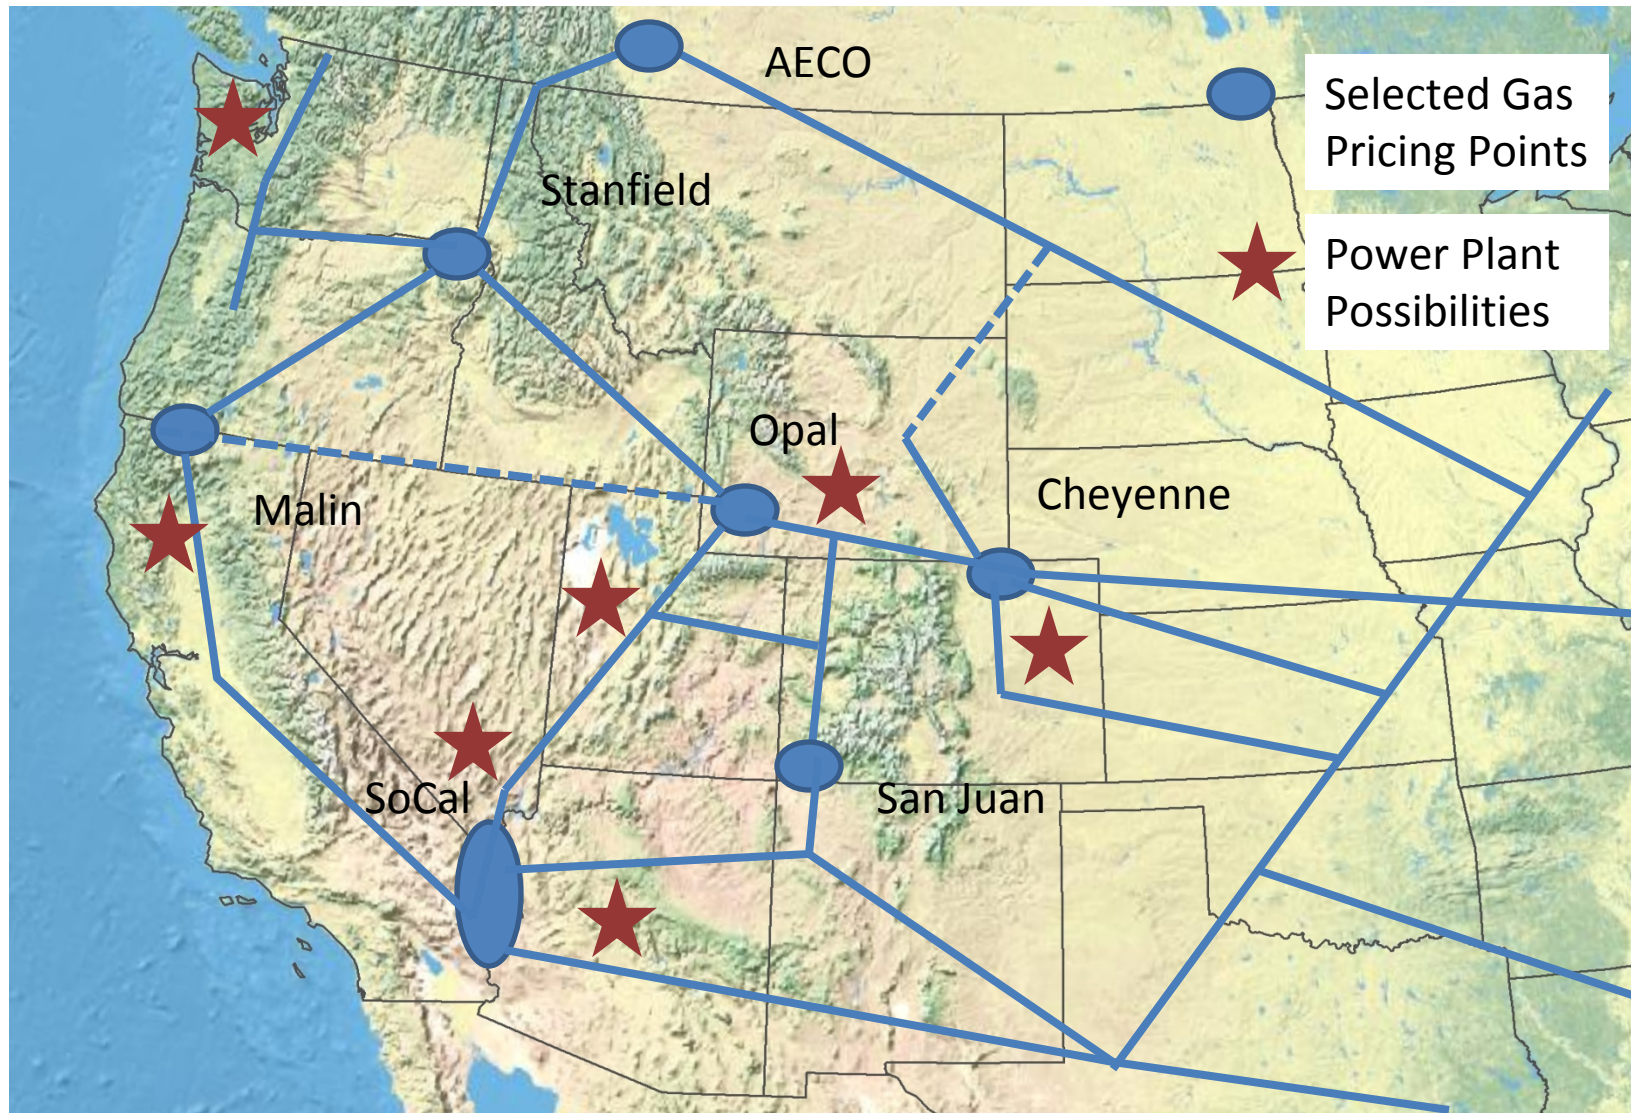 AECO
Selected Gas
Pricing Points
Stanfield
Power Plant
Possibilities
Opal
Cheyenne
Malin
SoCal
San Juan